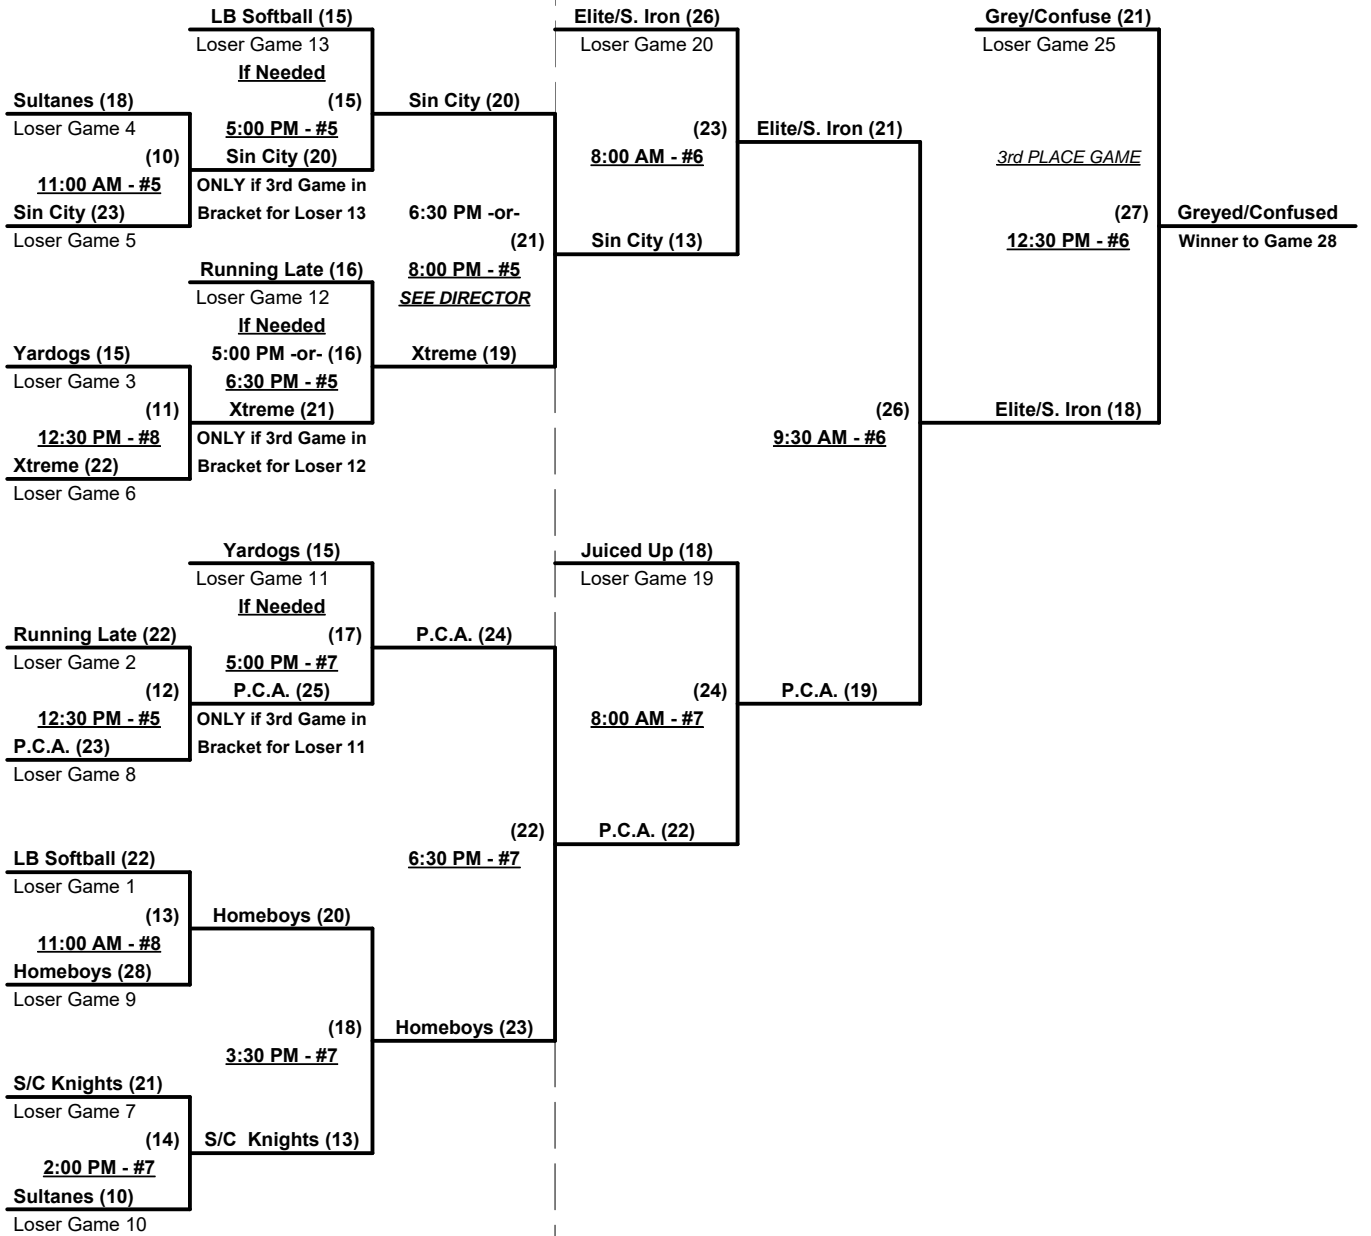 LB Softball (15)
Elite/S. Iron (26)
Grey/Confuse (21)
Loser Game 13
Loser Game 20
Loser Game 25
If Needed
Sultanes (18)
(15)
Sin City (20)
Loser Game 4
5:00 PM - #5
(23)
Elite/S. Iron (21)
(10)
Sin City (20)
8:00 AM - #6
3rd PLACE GAME
11:00 AM - #5
ONLY if 3rd Game in
Sin City (23)
Bracket for Loser 13
6:30 PM -or-
(27)
Greyed/Confused
Loser Game 5
(21)
Sin City (13)
12:30 PM - #6
Winner to Game 28
Running Late (16)
8:00 PM - #5
Loser Game 12
SEE DIRECTOR
If Needed
Yardogs (15)
5:00 PM -or- (16)
Xtreme (19)
Loser Game 3
6:30 PM - #5
(11)
Xtreme (21)
(26)
Elite/S. Iron (18)
12:30 PM - #8
ONLY if 3rd Game in
9:30 AM - #6
Xtreme (22)
Bracket for Loser 12
Loser Game 6
Yardogs (15)
Juiced Up (18)
Loser Game 11
Loser Game 19
If Needed
Running Late (22)
(17)
P.C.A. (24)
Loser Game 2
5:00 PM - #7
(12)
P.C.A. (25)
(24)
P.C.A. (19)
12:30 PM - #5
ONLY if 3rd Game in
8:00 AM - #7
P.C.A. (23)
Bracket for Loser 11
Loser Game 8
(22)
P.C.A. (22)
LB Softball (22)
6:30 PM - #7
Loser Game 1
(13)
Homeboys (20)
11:00 AM - #8
Homeboys (28)
Loser Game 9
(18)
Homeboys (23)
3:30 PM - #7
S/C Knights (21)
Loser Game 7
(14)
S/C Knights (13)
2:00 PM - #7
Sultanes (10)
Loser Game 10